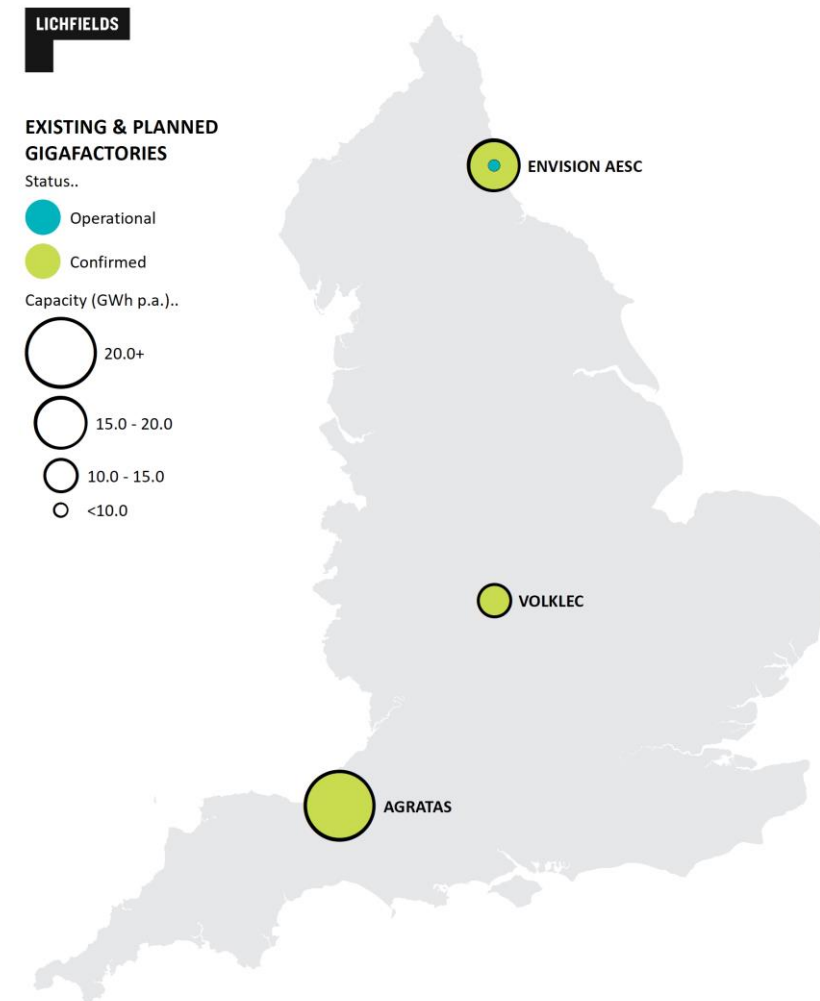 LICHFIELDS
EXISTING & PLANNED
GIGAFACTORIES
Status..
Operational
Confirmed
Capacity (GWh p.a.)..
20.0+
15.0 - 20.0
10.0 - 15.0
<10.0
ENVISION AESC
VOLKLEC
AGRATAS